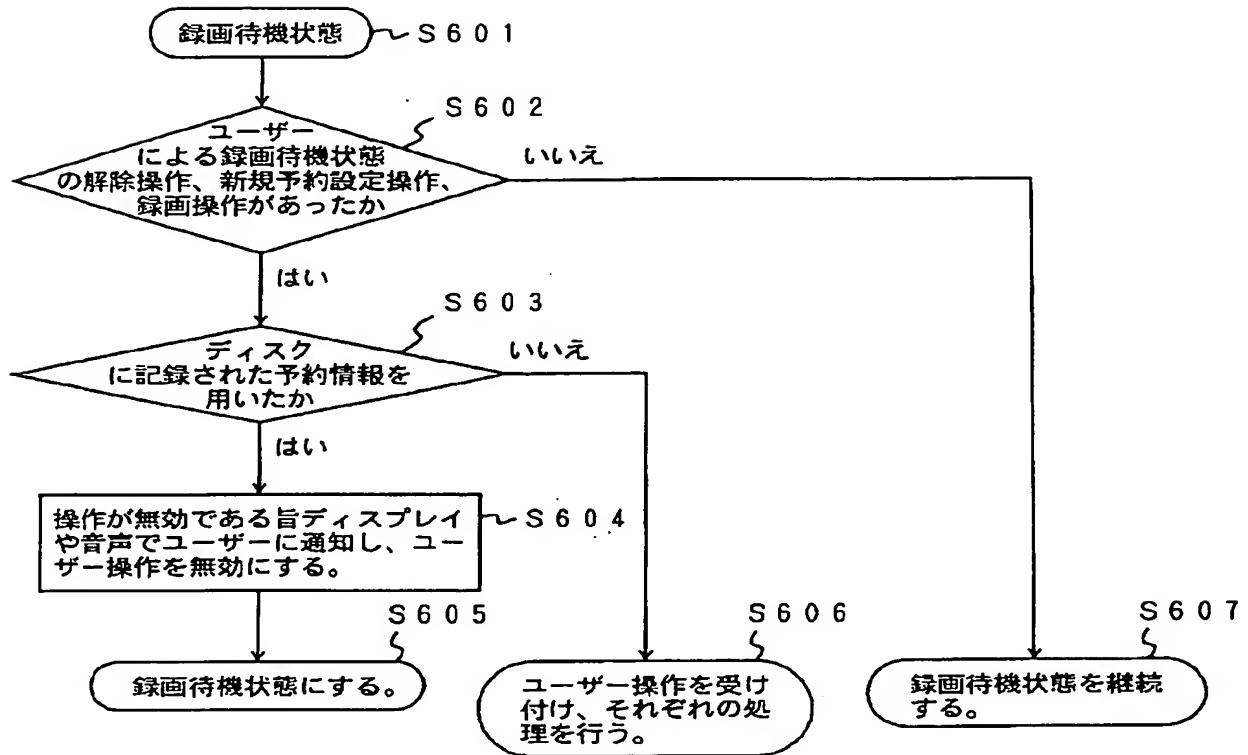 録画待機状態 S601
S602
ユーザー
による録画待機状態
の解除操作、新規予約設定操作、
録画操作があったか
いいえ
はい
S603
ディスク
に記録された予約情報を
用いたか
いいえ
はい
操作が無効である旨ディスプレイ
や音声でユーザーに通知し、ユー
ザー操作を無効にする。
S604
S605
録画待機状態にする。
S606
ユーザー操作を受け
付け、それぞれの処
理を行う。
S607
録画待機状態を継続
する。